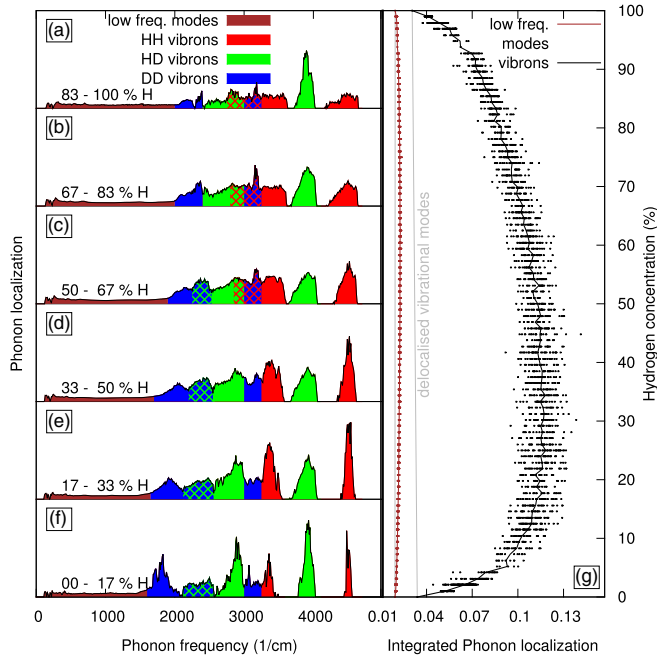 (a)
low freq. modes
HH vibrons
HD vibrons
DD vibrons
83 - 100 % H
(b)
67 - 83 % H
(c)
50 - 67 % H
(d)
33 - 50 % H
(e)
17 - 33 % H
(f)
00 - 17 % H
Phonon localization
0 1000 2000 3000 4000
Phonon frequency (1/cm)
low freq.
modes
vibrons
delocalised vibrational modes
(g)
0.01 0.04 0.07 0.1 0.13
Integrated Phonon localization
100
90
80
70
60
50
40
30
20
10
0
Hydrogen concentration (%)